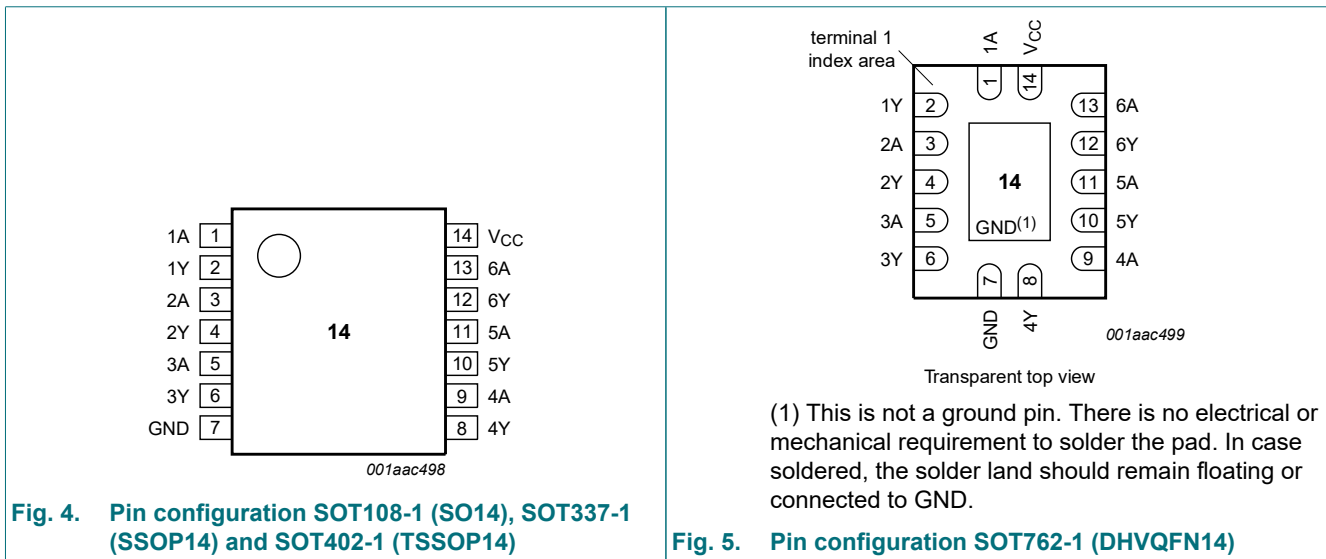 1A 1 14 VCC
1Y 2 13 6A
2A 3 12 6Y
2Y 4 14 11 5A
3A 5 10 5Y
3Y 6 9 4A
GND 7 8 4Y
001aac498
Fig. 4. Pin configuration SOT108-1 (SO14), SOT337-1
(SSOP14) and SOT402-1 (TSSOP14)
terminal 1
index area
1A VCC
1 14
1Y 2 13 6A
2A 3 12 6Y
2Y 4 14 11 5A
3A 5 GND(1) 10 5Y
3Y 6 9 4A
7 8
GND 4Y
001aac499
Transparent top view
(1) This is not a ground pin. There is no electrical or
mechanical requirement to solder the pad. In case
soldered, the solder land should remain floating or
connected to GND.
Fig. 5. Pin configuration SOT762-1 (DHVQFN14)